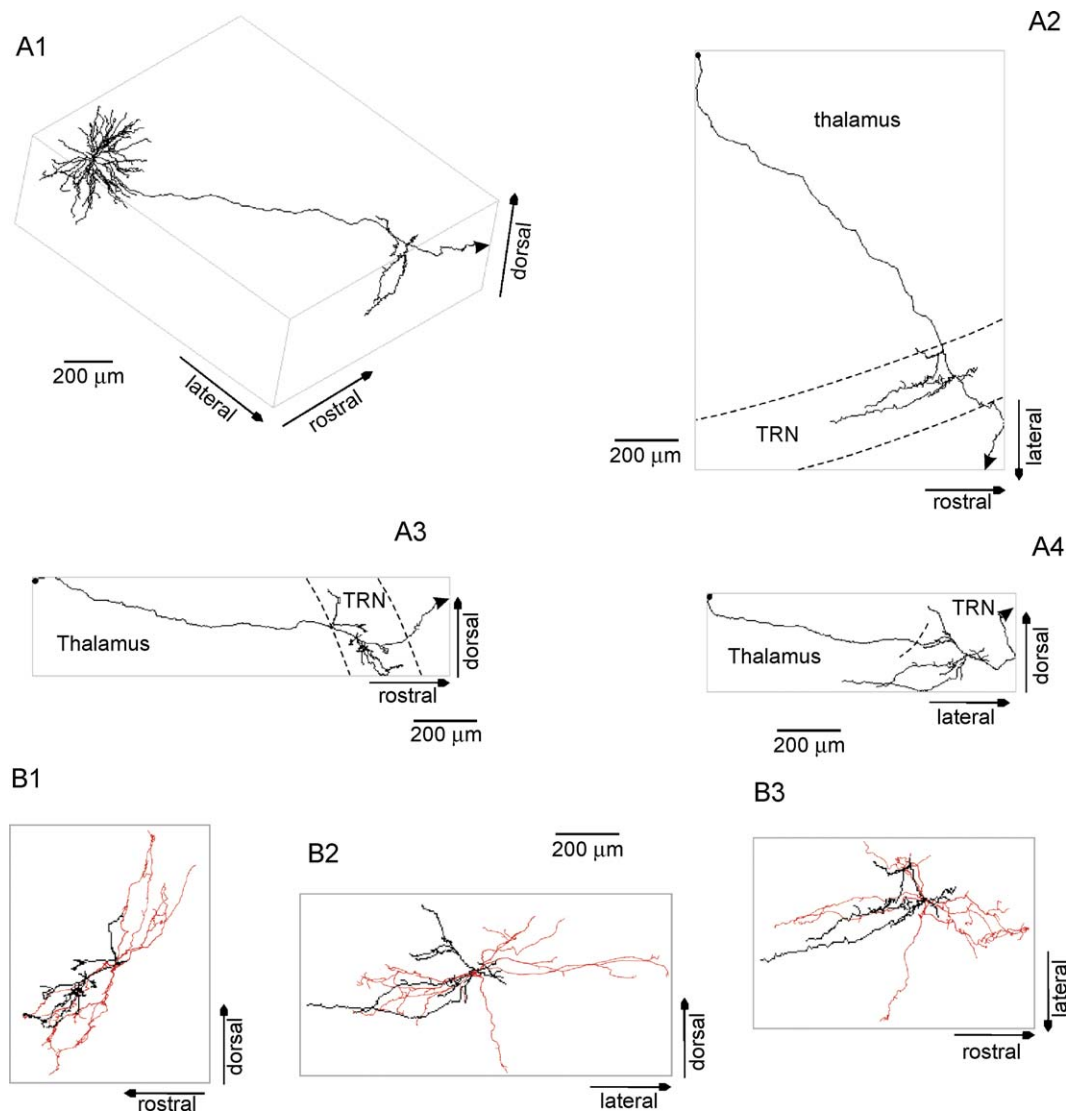 A1
dorsal
200 µm
lateral
rostral
A2
thalamus
TRN
200 µm
lateral
rostral
A3
TRN
Thalamus
dorsal
rostral
200 µm
A4
TRN
Thalamus
dorsal
lateral
200 µm
B1
dorsal
rostral
B2
200 µm
dorsal
lateral
B3
lateral
rostral